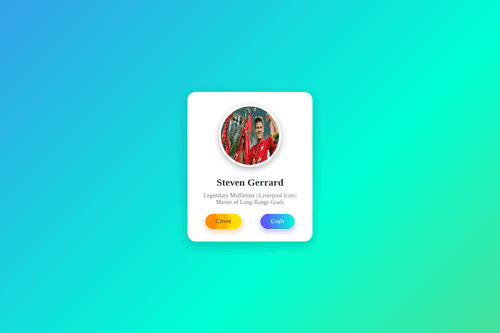 Steven Gerrard
Legendary Midfielder | Liverpool Icon |
Master of Long-Range Goals
Career
Goals